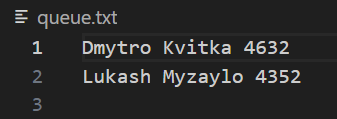 queue.txt
1 Dmytro Kvitka 4632
2 Lukash Myzaylo 4352
3